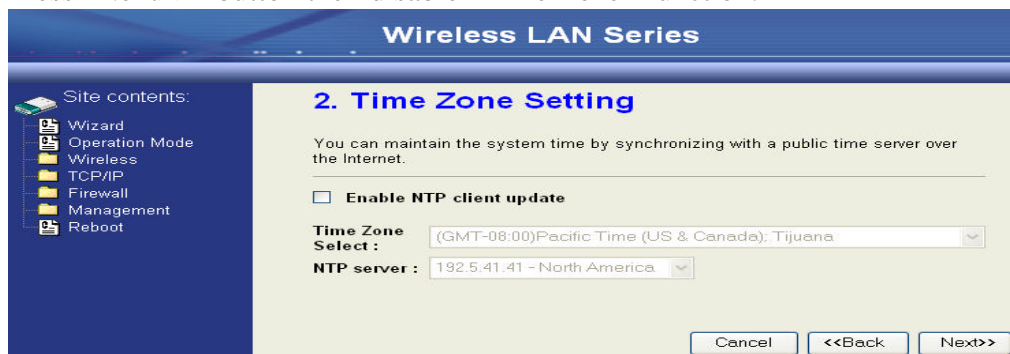 Wireless LAN Series
Site contents:
Wizard
Operation Mode
Wireless
TCP/IP
Firewall
Management
Reboot
2. Time Zone Setting
You can maintain the system time by synchronizing with a public time server over
the Internet.
Enable NTP client update
Time Zone
Select :
(GMT-08:00)Pacific Time (US & Canada); Tijuana
NTP server :
192.5.41.41 - North America
Cancel
<<Back
Next>>